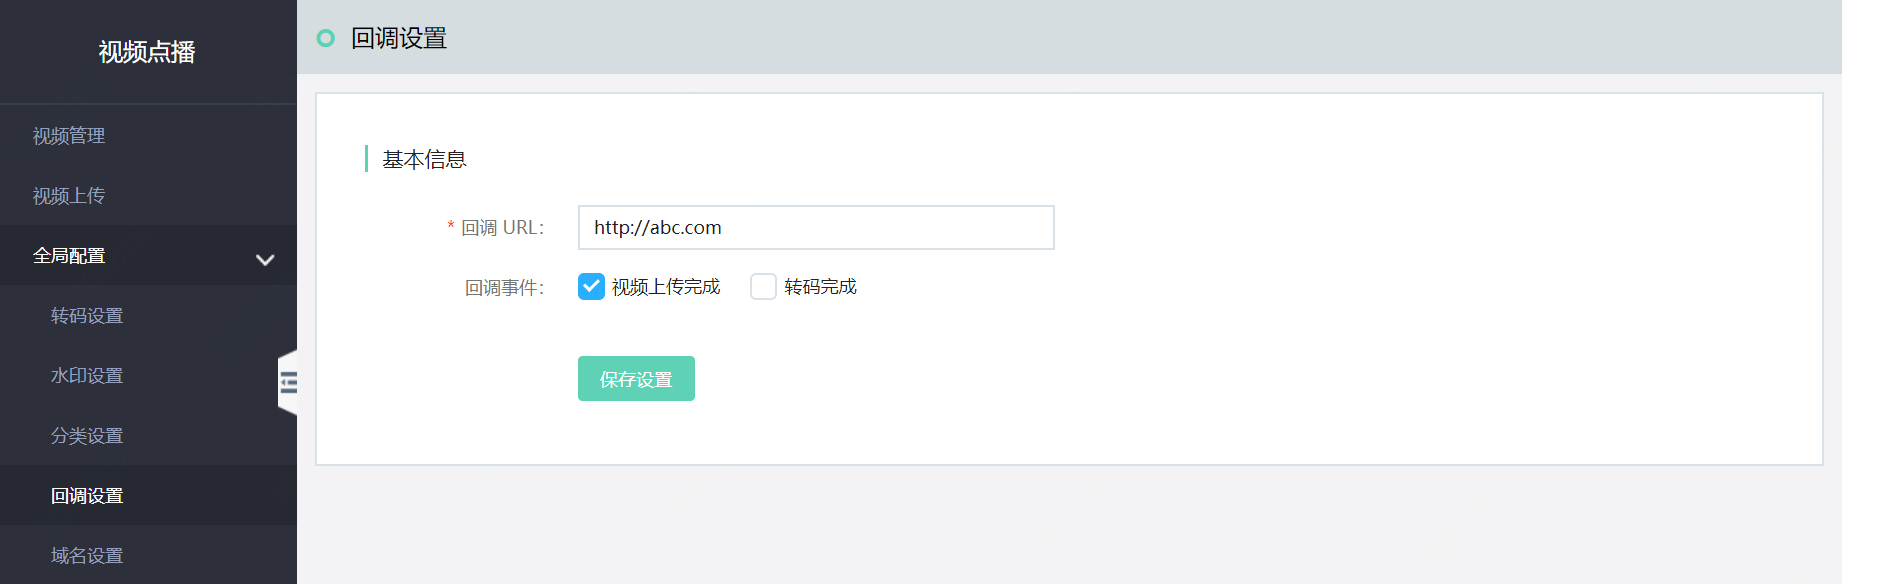 视频点播
视频管理
视频上传
全局配置
转码设置
水印设置
分类设置
回调设置
域名设置
回调设置
基本信息
* 回调 URL: http://abc.com
回调事件: 视频上传完成 转码完成
保存设置